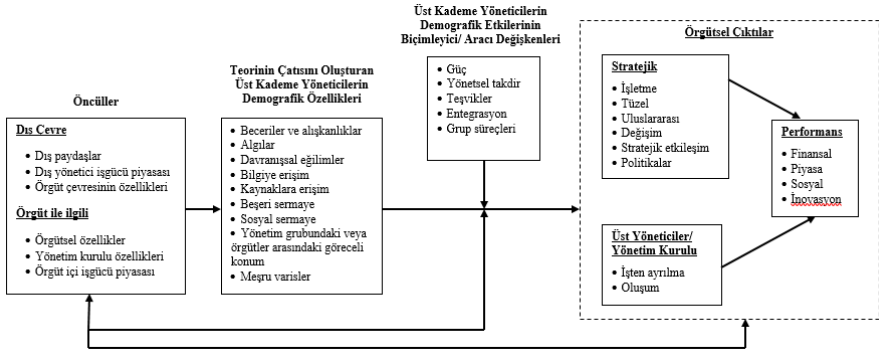 Öncüller
Dıs Cevre
Dış paydaşlar
Dış yönetici işgücü piyasası
Örgüt çevresinin özellikleri
Örgüt ile ilgili
Örgütsel özellikler
Yönetim kurulu özellikleri
Örgüt içi işgücü piyasası
Teorinin Çatısını Oluşturan
Üst Kademe Yöneticilerin
Demografik Özellikleri
Beceriler ve alışkanlıklar
Algılar
Davranışsal eğilimler
Bilgiye erişim
Kaynaklara erişim
Beşeri sermaye
Sosyal sermaye
Yönetim grubundaki veya
örgütler arasındaki göreceli
konum
Meşru varisler
Üst Kademe Yöneticilerin
Demografik Etkilerinin
Biçimleyici/ Aracı Değişkenleri
Güç
Yönetsel takdir
Teşvikler
Entegrasyon
Grup süreçleri
Örgütsel Cıktılar
Stratejik
İşletme
Tüzel
Uluslararası
Değişim
Stratejik etkileşim
Politikalar
Üst Yöneticiler/
Yönetim Kurulu
İşten ayrılma
Oluşum
Performans
Finansal
Piyasa
Sosyal
İnovasyon